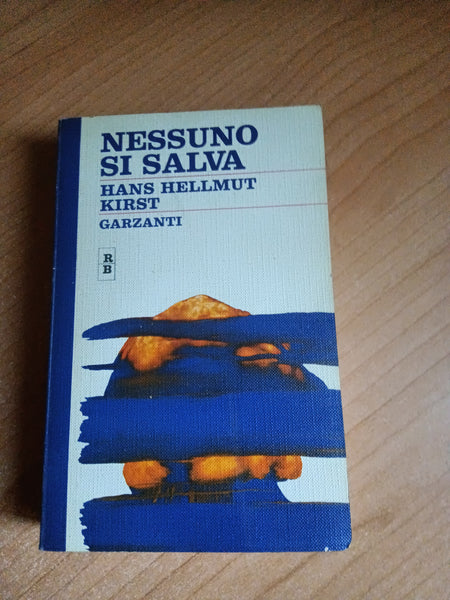 NESSUNO
SI SALVA
HANS HELLMUT
KIRST
GARZANTI
R
B